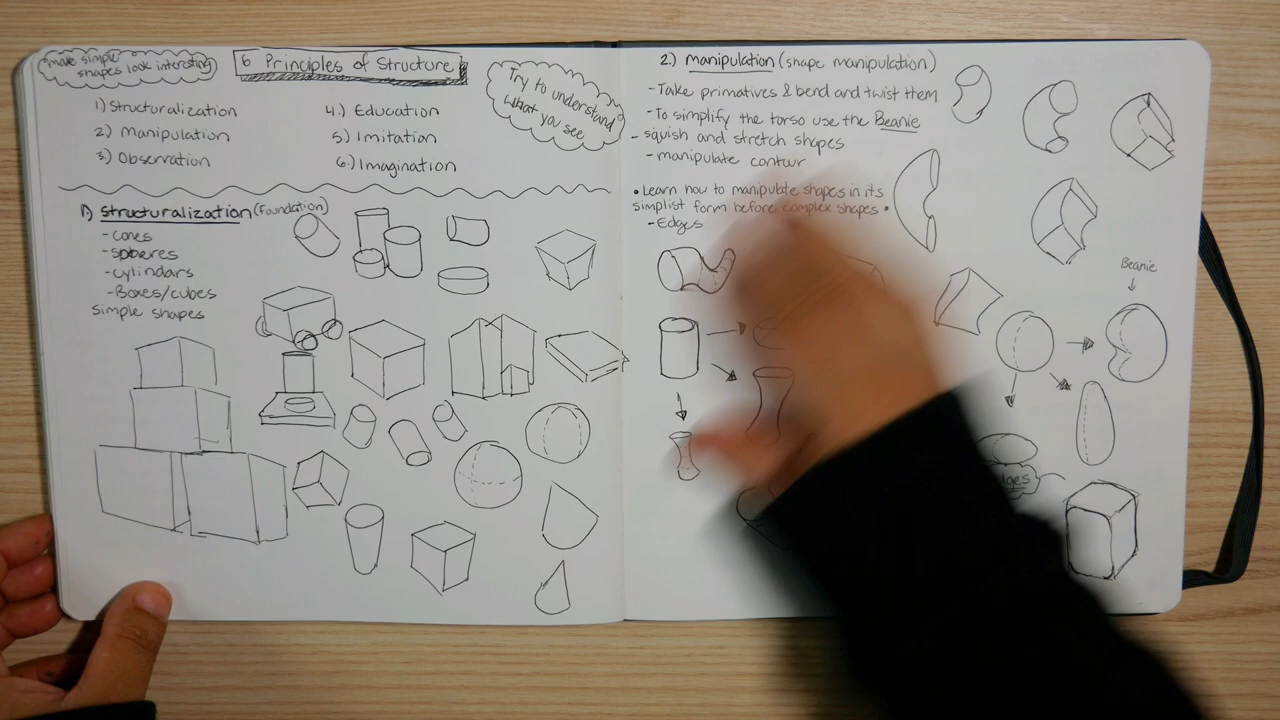 make simple
shapes look interesting
6 Principles of Structure
Try to understand
what you see
1) Structuralization
2) Manipulation
3) Observation
4.) Education
5) Imitation
6.) Imagination
1) Structuralization (foundation)
- cones
- spheres
- cylindars
- Boxes/cubes
simple shapes
2.) manipulation (shape manipulation)
- Take primatives & bend and twist them
- To simplify the torso use the Beanie
- squish and stretch shapes
- manipulate contour
• Learn how to manipulate shapes in its
simplist form before complex shapes •
- Edges
Beanie